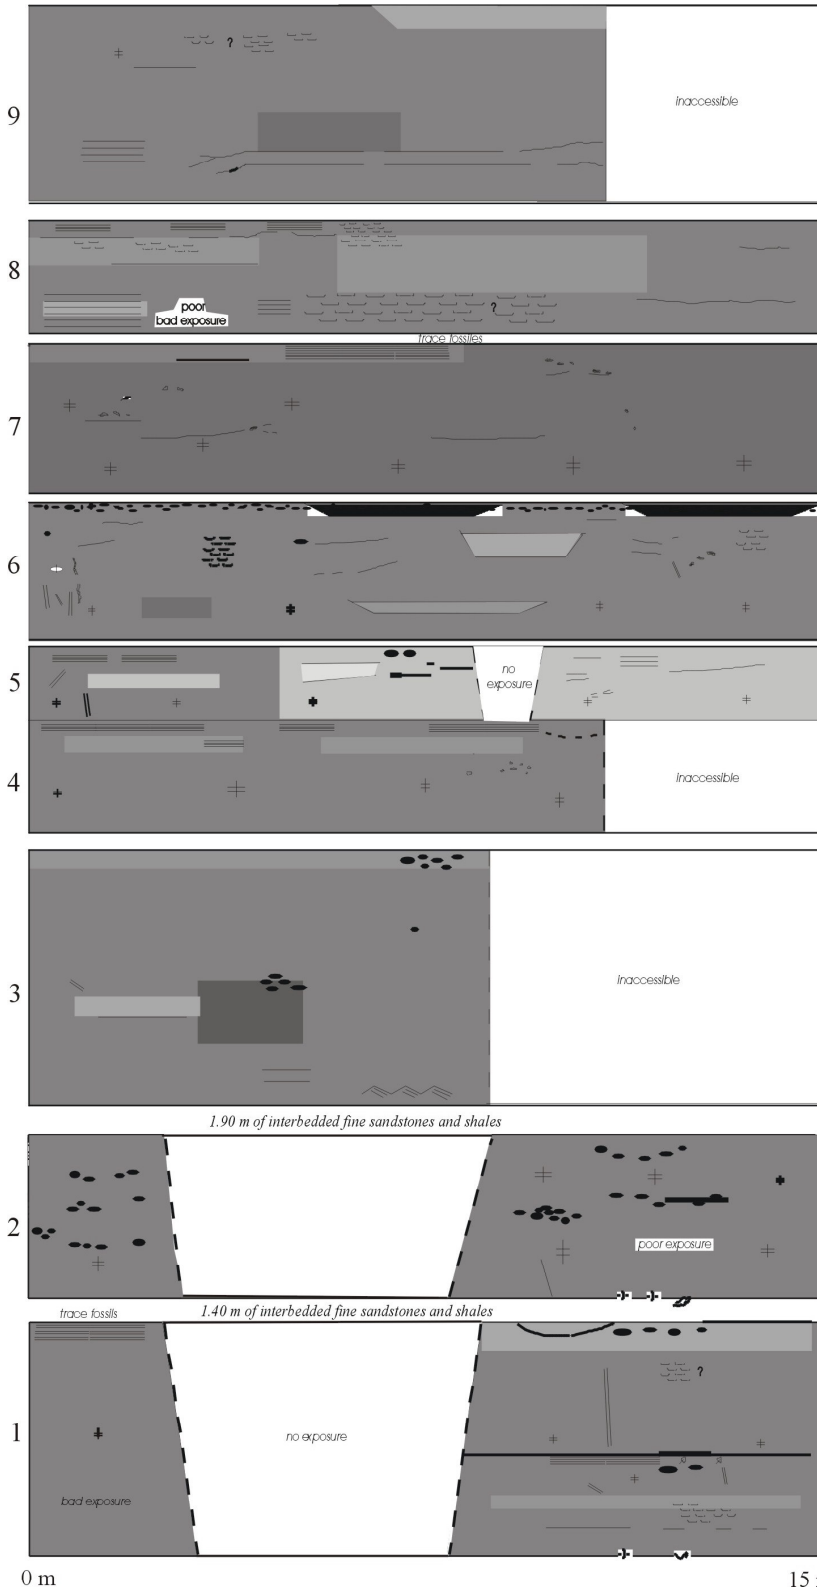 ?
9
inaccessible
8
poor
bad exposure
?
trace fossiles
7
6
5
no
exposure
4
inaccessible
3
inaccessible
1.90 m of interbedded fine sandstones and shales
2
poor exposure
trace fossils
1.40 m of interbedded fine sandstones and shales
?
1
no exposure
bad exposure
0 m
15